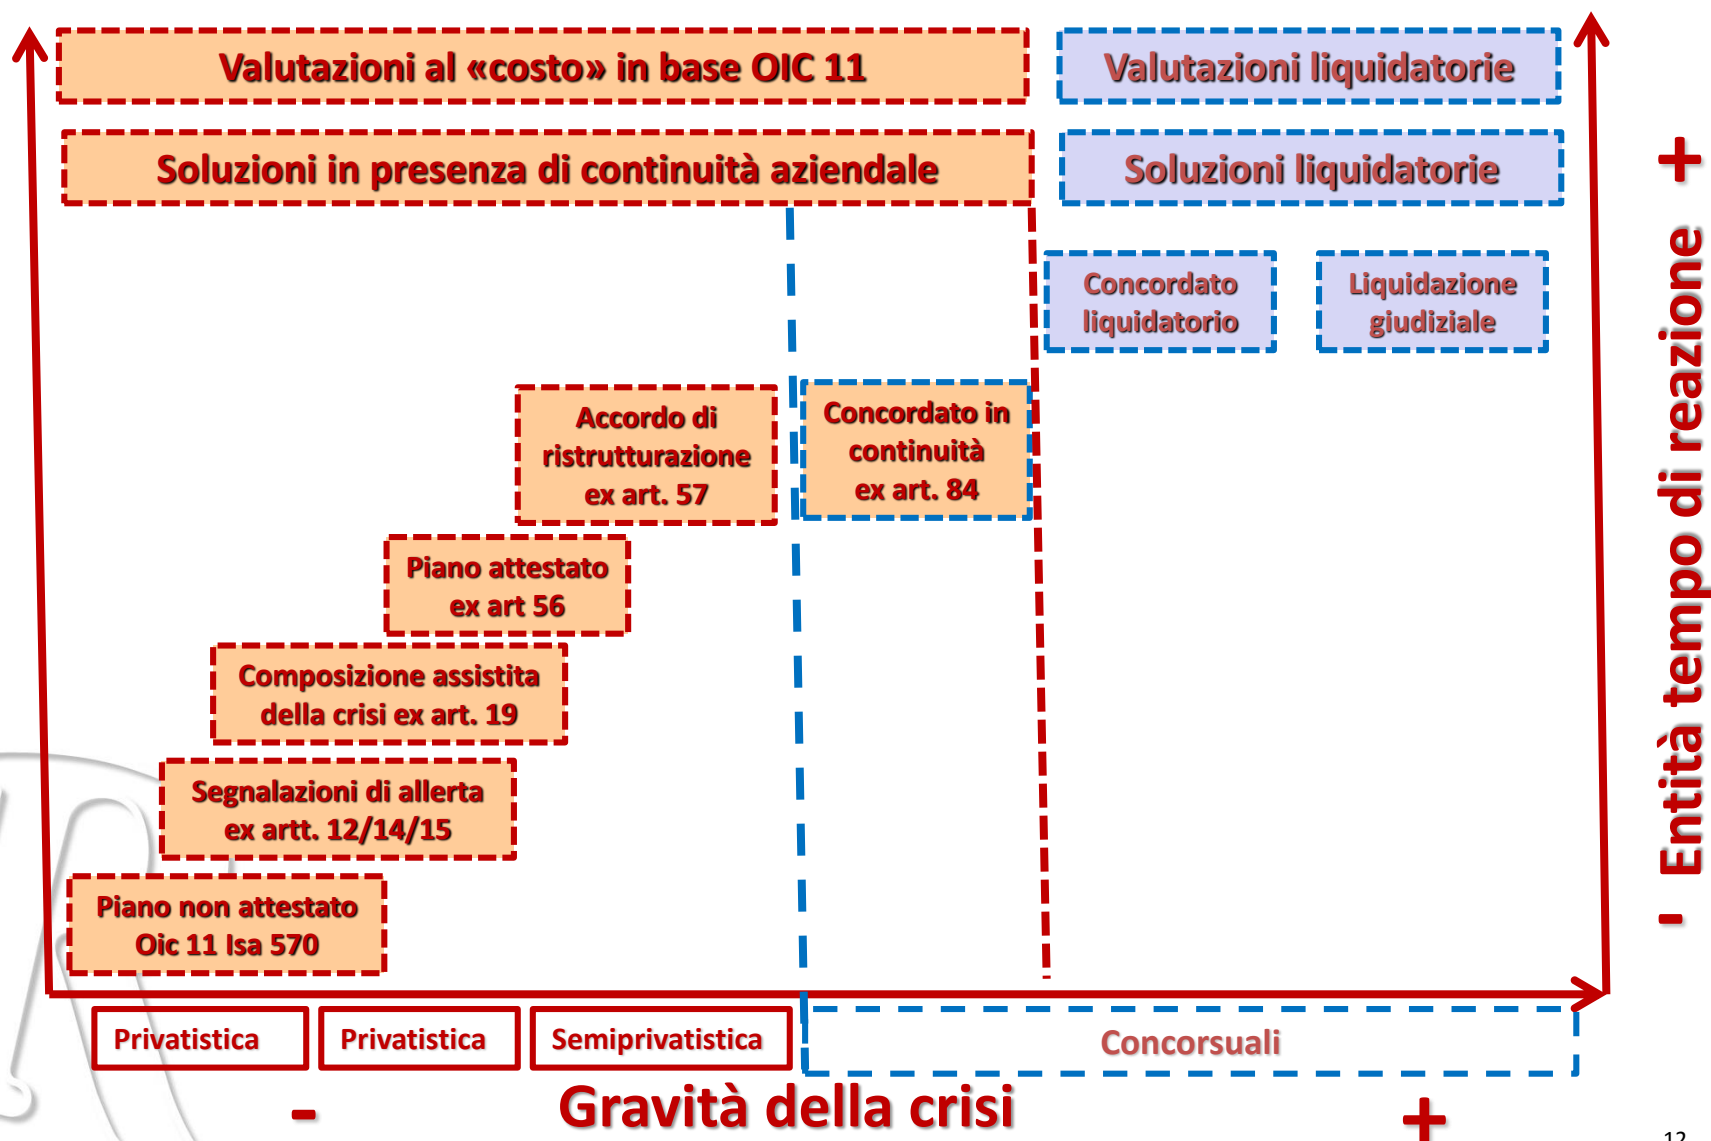 Valutazioni al «costo» in base OIC 11
Valutazioni liquidatorie
Soluzioni in presenza di continuità aziendale
Soluzioni liquidatorie
Concordato
liquidatorio
Liquidazione
giudiziale
Accordo di
ristrutturazione
ex art. 57
Concordato in
continuità
ex art. 84
Piano attestato
ex art 56
Composizione assistita
della crisi ex art. 19
Segnalazioni di allerta
ex artt. 12/14/15
Piano non attestato
Oic 11 Isa 570
Privatistica
Privatistica
Semiprivatistica
Concorsuali
- Gravità della crisi +
- Entità tempo di reazione +
12